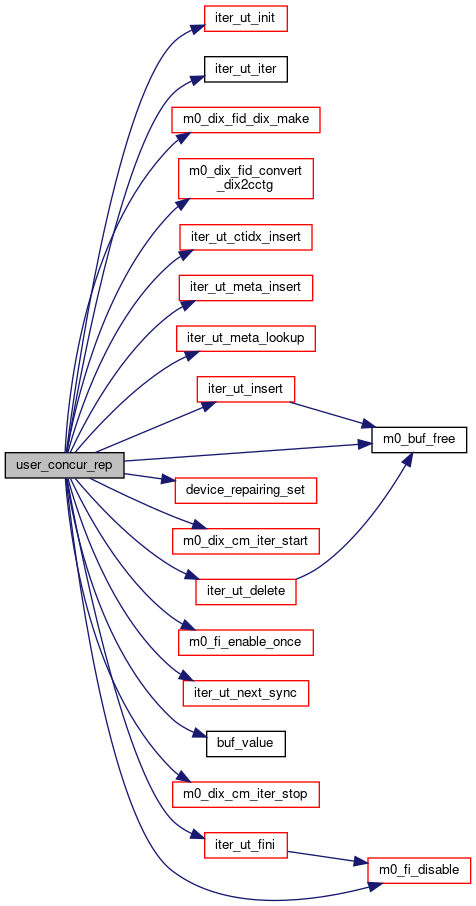 iter_ut_init
iter_ut_iter
m0_dix_fid_dix_make
m0_dix_fid_convert
_dix2cctg
iter_ut_ctidx_insert
iter_ut_meta_insert
iter_ut_meta_lookup
iter_ut_insert
m0_buf_free
user_concur_rep
device_repairing_set
m0_dix_cm_iter_start
iter_ut_delete
m0_fi_enable_once
iter_ut_next_sync
buf_value
m0_dix_cm_iter_stop
iter_ut_fini
m0_fi_disable